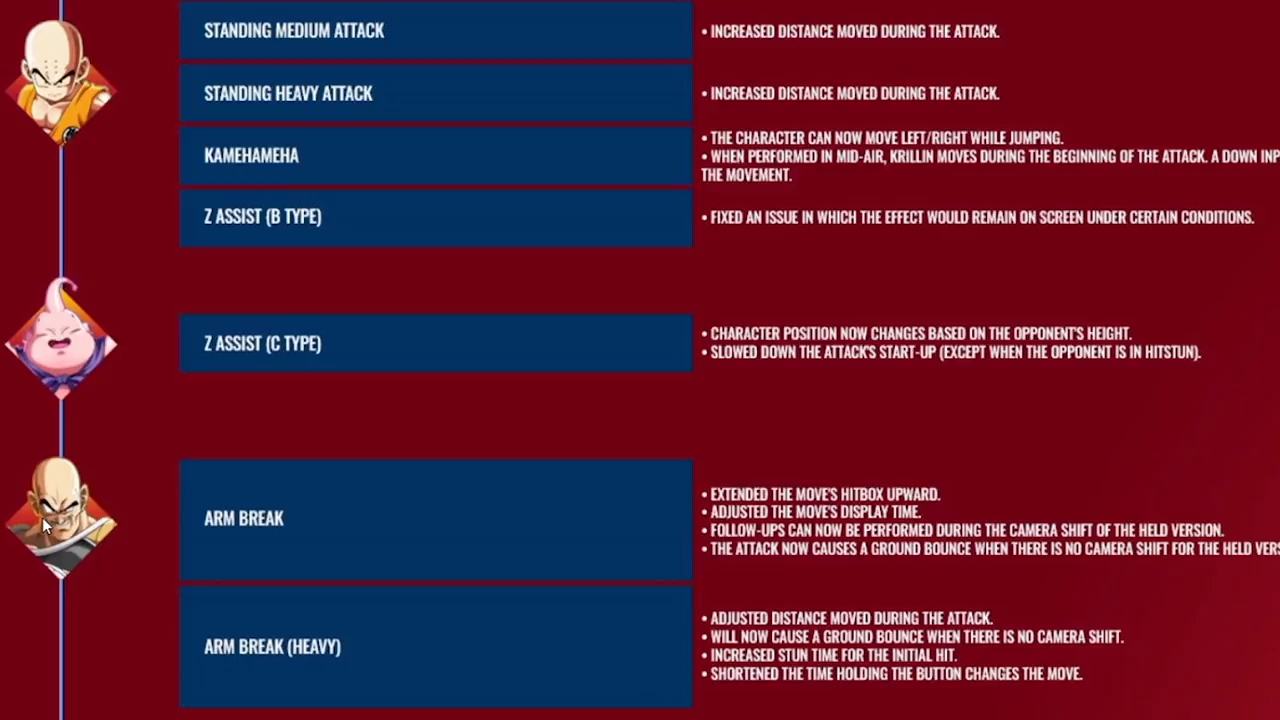 STANDING MEDIUM ATTACK
• INCREASED DISTANCE MOVED DURING THE ATTACK.
STANDING HEAVY ATTACK
• INCREASED DISTANCE MOVED DURING THE ATTACK.
KAMEHAMEHA
• THE CHARACTER CAN NOW MOVE LEFT/RIGHT WHILE JUMPING.
• WHEN PERFORMED IN MID-AIR, KRILLIN MOVES DURING THE BEGINNING OF THE ATTACK. A DOWN INP
THE MOVEMENT.
Z ASSIST (B TYPE)
• FIXED AN ISSUE IN WHICH THE EFFECT WOULD REMAIN ON SCREEN UNDER CERTAIN CONDITIONS.
Z ASSIST (C TYPE)
• CHARACTER POSITION NOW CHANGES BASED ON THE OPPONENT'S HEIGHT.
• SLOWED DOWN THE ATTACK'S START-UP (EXCEPT WHEN THE OPPONENT IS IN HITSTUN).
ARM BREAK
• EXTENDED THE MOVE'S HITBOX UPWARD.
• ADJUSTED THE MOVE'S DISPLAY TIME.
• FOLLOW-UPS CAN NOW BE PERFORMED DURING THE CAMERA SHIFT OF THE HELD VERSION.
• THE ATTACK NOW CAUSES A GROUND BOUNCE WHEN THERE IS NO CAMERA SHIFT FOR THE HELD VERS
ARM BREAK (HEAVY)
• ADJUSTED DISTANCE MOVED DURING THE ATTACK.
• WILL NOW CAUSE A GROUND BOUNCE WHEN THERE IS NO CAMERA SHIFT.
• INCREASED STUN TIME FOR THE INITIAL HIT.
• SHORTENED THE TIME HOLDING THE BUTTON CHANGES THE MOVE.